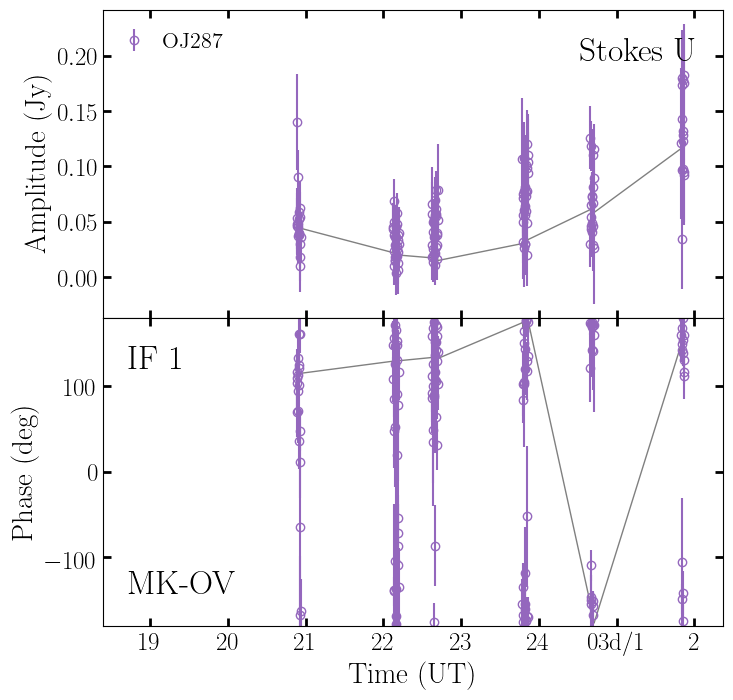 OJ287
Stokes U
Amplitude (Jy)
0.20
0.15
0.10
0.05
0.00
IF 1
MK-OV
Phase (deg)
100
0
−100
19 20 21 22 23 24 03d/1 2
Time (UT)